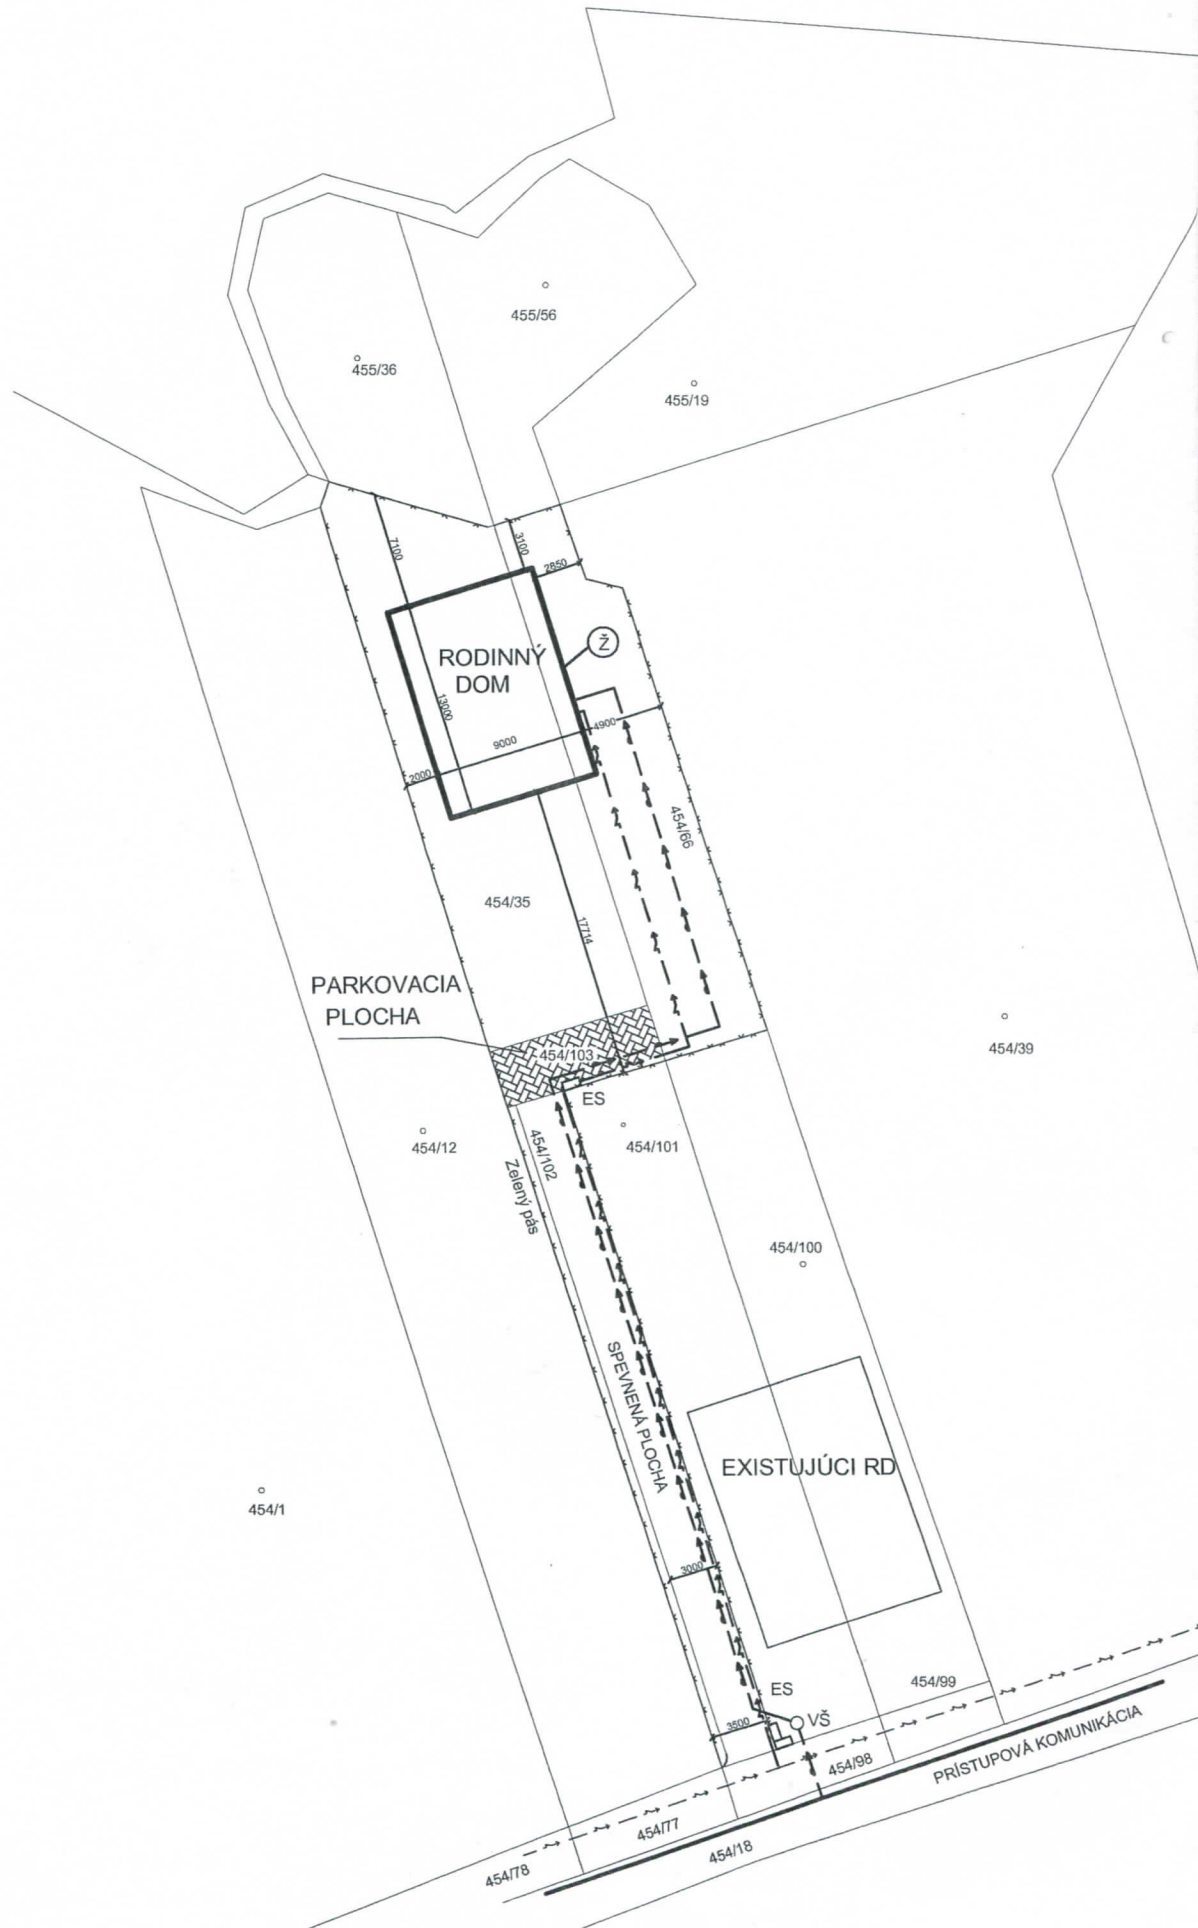 455/56
455/36
455/19
7100
3100
2850
Ž
RODINNÝ
DOM
13000
9000
4900
2000
454/66
454/35
17714
PARKOVACIA
PLOCHA
454/103
454/39
ES
454/12
454/102
454/101
Zelený pás
454/100
SPEVNENÁ PLOCHA
EXISTUJÚCI RD
454/1
3000
ES
454/99
3500
VŠ
454/98
PRÍSTUPOVÁ KOMUNIKÁCIA
454/77
454/18
454/78